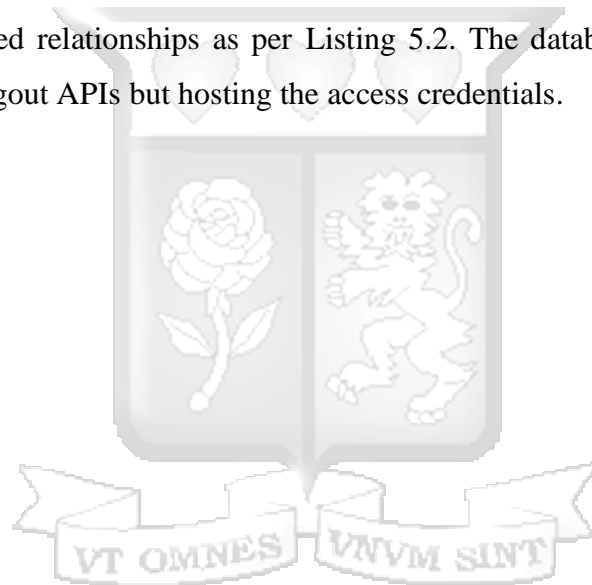 ed relationships as per Listing 5.2. The datab
gout APIs but hosting the access credentials.
VT OMNES VNVM SINT